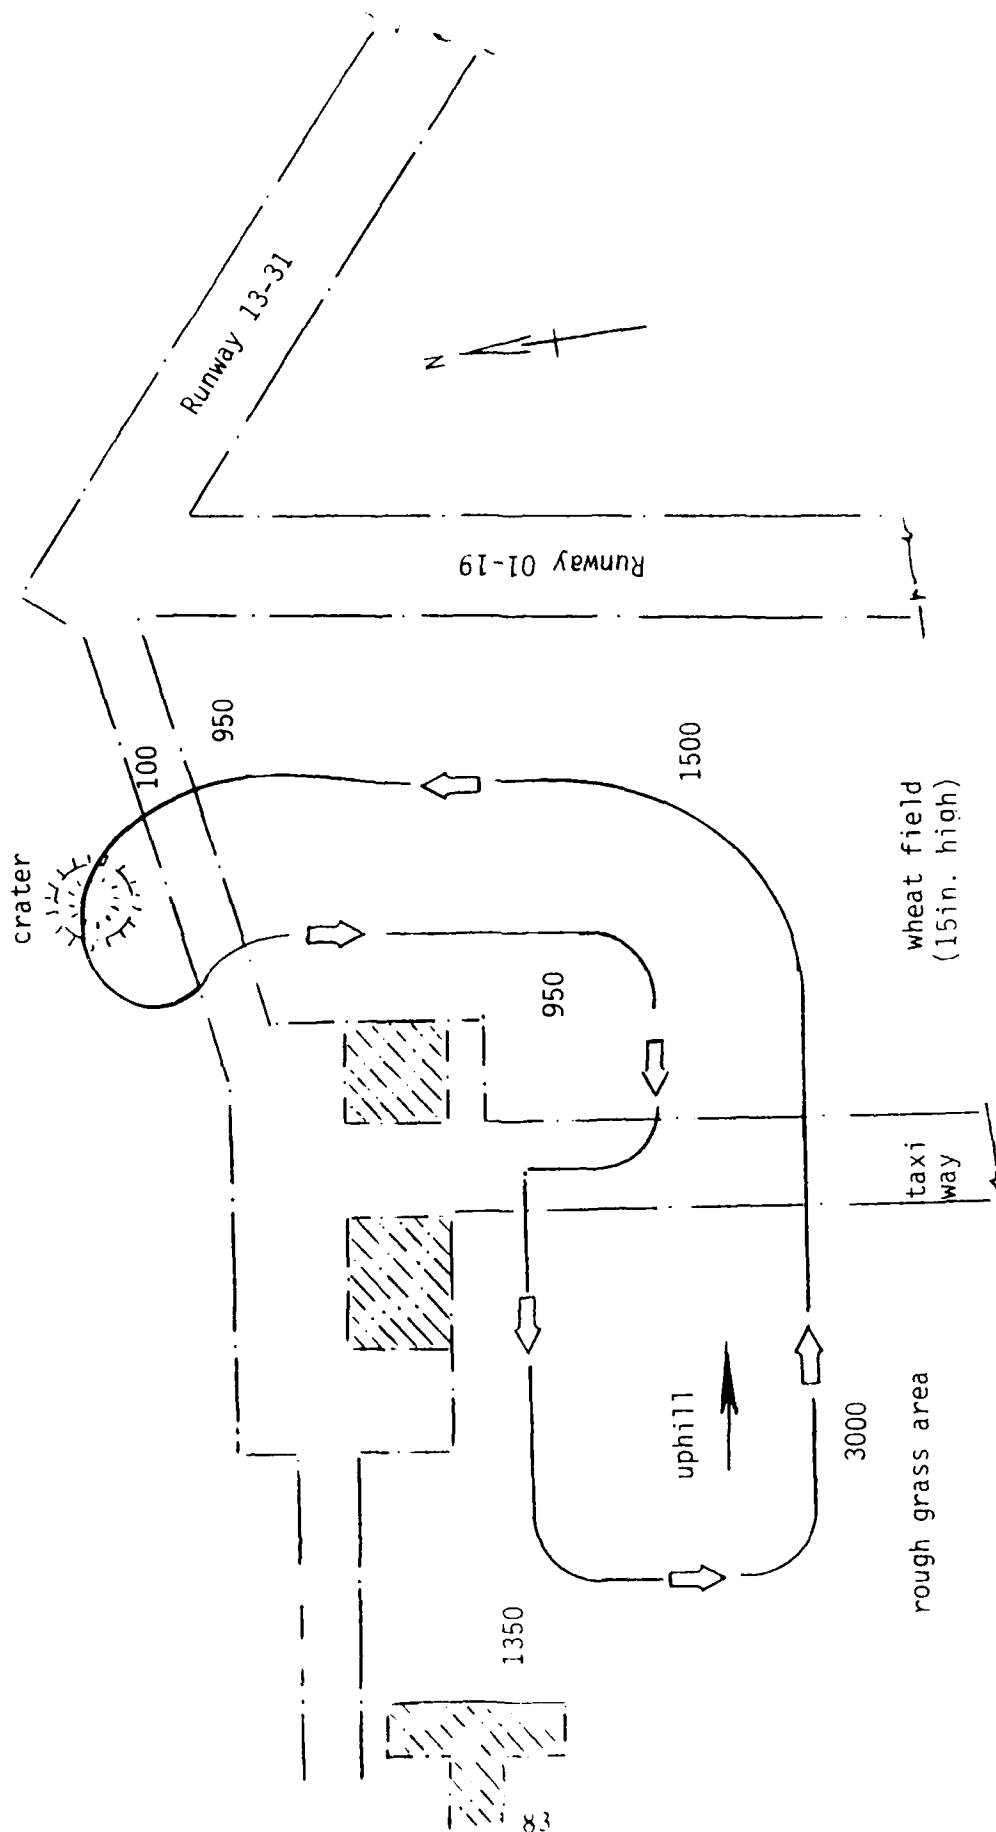 crater
100
950
Runway 13-31
N
Runway 01-19
950
1500
wheat field
(15in. high)
taxi
way
uphill
3000
rough grass area
1350
83